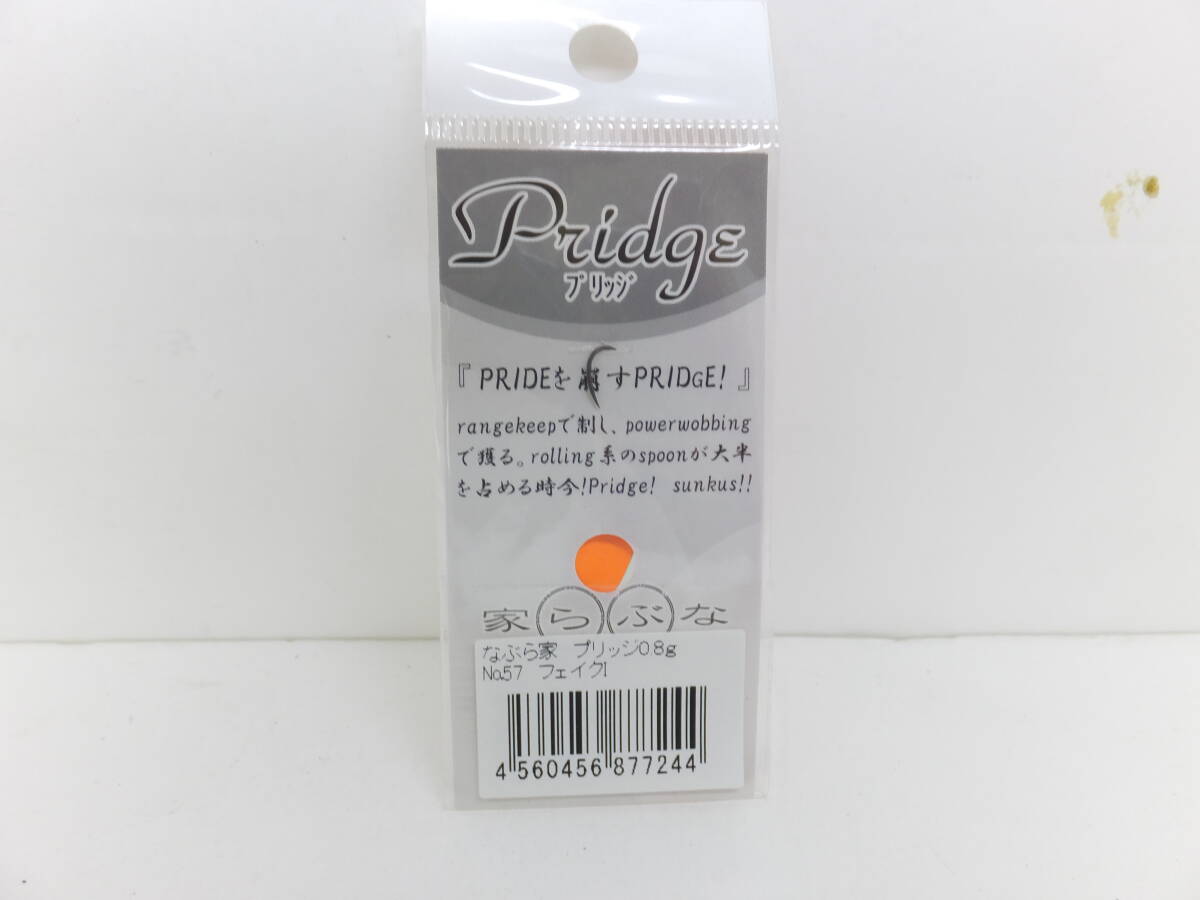 Pridge
プリッジ
『PRIDEを崩すPRIDGE!』
rangekeepで制し、powerwobbing
で獲る。rolling系のspoonが大半
を占める時今!Pridge! sunkus!!
家らぶな
なぶら家 プリッジ0.8g
No.57 フェイクI
4 560456 877244